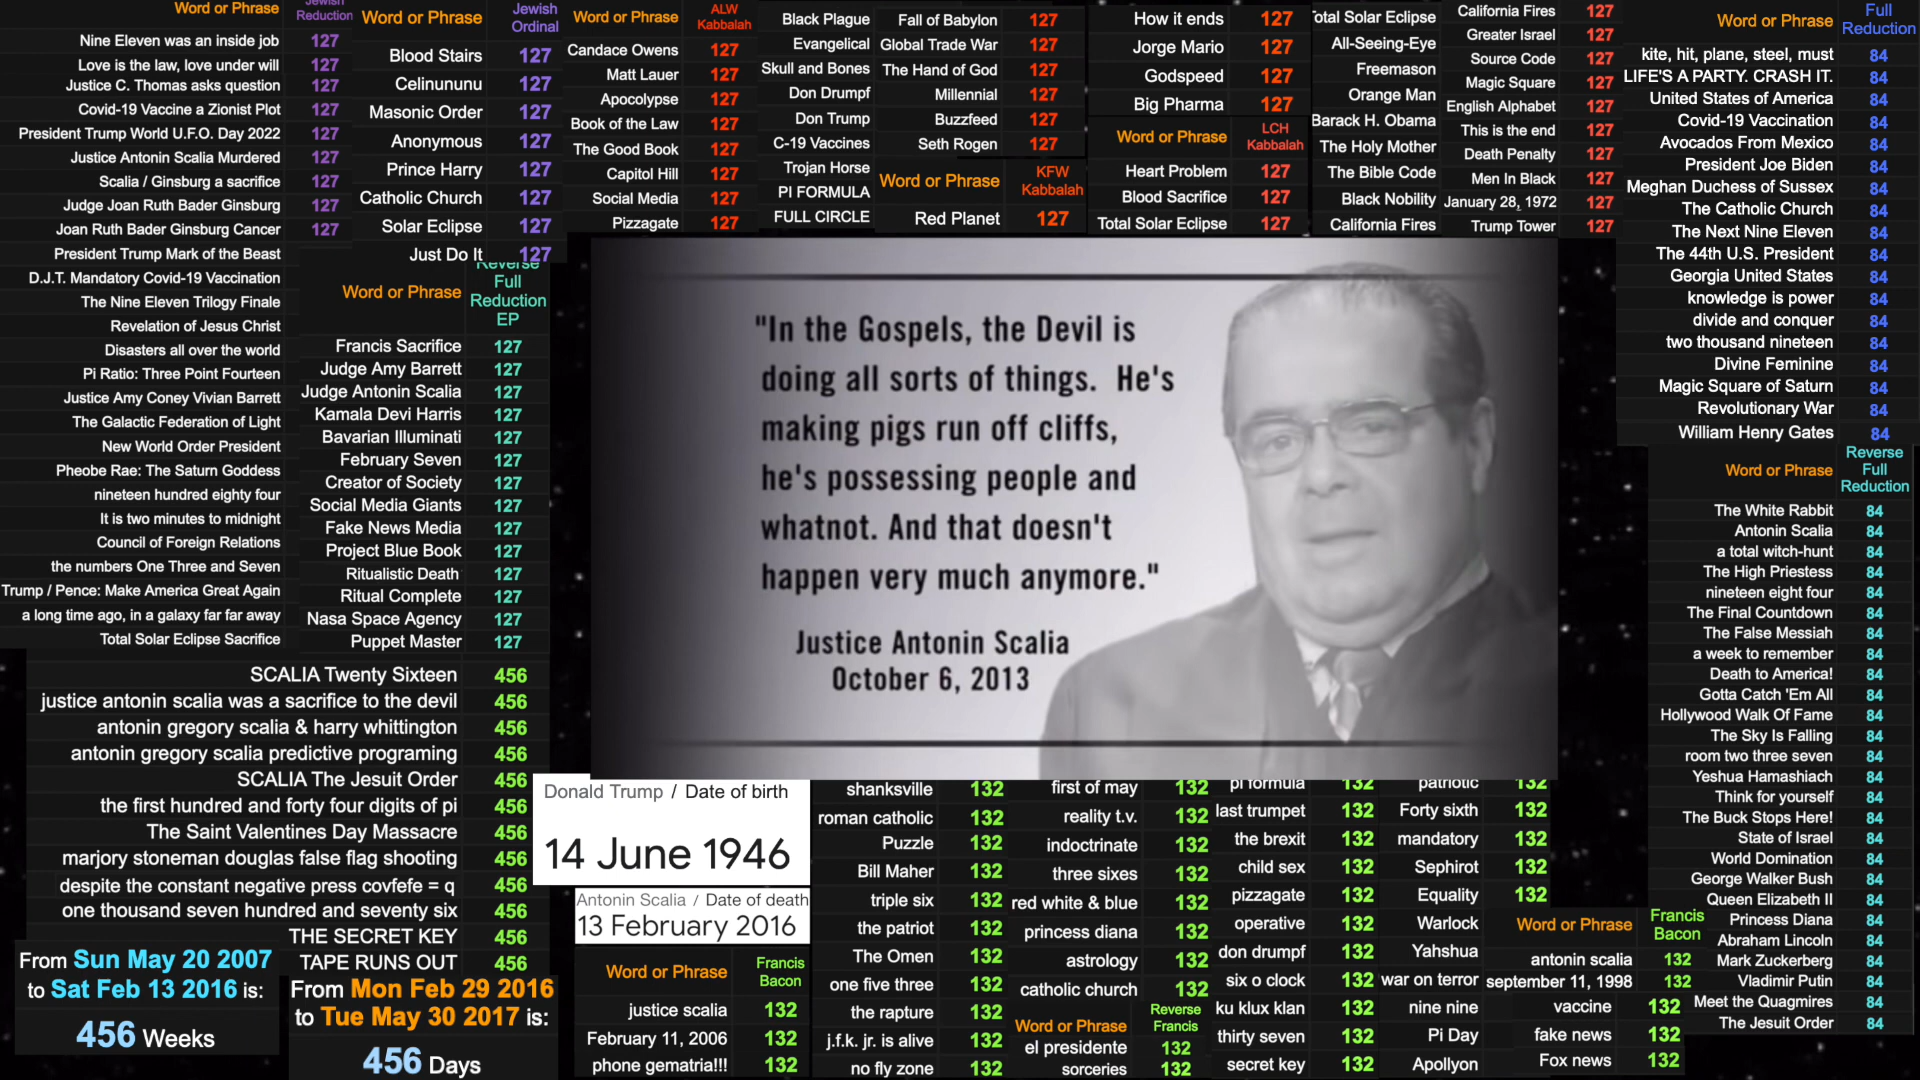 Word or Phrase
Jewish Reduction
Nine Eleven was an inside job 127
Love is the law, love under will 127
Justice C. Thomas asks question 127
Covid-19 Vaccine a Zionist Plot 127
President Trump World U.F.O. Day 2022 127
Justice Antonin Scalia Murdered 127
Scalia / Ginsburg a sacrifice 127
Judge Joan Ruth Bader Ginsburg 127
Joan Ruth Bader Ginsburg Cancer 127
President Trump Mark of the Beast
D.J.T. Mandatory Covid-19 Vaccination
The Nine Eleven Trilogy Finale
Revelation of Jesus Christ
Disasters all over the world
Pi Ratio: Three Point Fourteen
Justice Amy Coney Vivian Barrett
The Galactic Federation of Light
New World Order President
Pheobe Rae: The Saturn Goddess
nineteen hundred eighty four
It is two minutes to midnight
Council of Foreign Relations
the numbers One Three and Seven
Trump / Pence: Make America Great Again
a long time ago, in a galaxy far far away
Total Solar Eclipse Sacrifice
Word or Phrase
Jewish Ordinal
Blood Stairs 127
Celinununu 127
Masonic Order 127
Anonymous 127
Prince Harry 127
Catholic Church 127
Solar Eclipse 127
Just Do It 127
Word or Phrase
Reverse
Full
Reduction
EP
Francis Sacrifice 127
Judge Amy Barrett 127
Judge Antonin Scalia 127
Kamala Devi Harris 127
Bavarian Illuminati 127
February Seven 127
Creator of Society 127
Social Media Giants 127
Fake News Media 127
Project Blue Book 127
Ritualistic Death 127
Ritual Complete 127
Nasa Space Agency 127
Puppet Master 127
SCALIA Twenty Sixteen 456
justice antonin scalia was a sacrifice to the devil 456
antonin gregory scalia & harry whittington 456
antonin gregory scalia predictive programing 456
SCALIA The Jesuit Order 456
the first hundred and forty four digits of pi 456
The Saint Valentines Day Massacre 456
marjory stoneman douglas false flag shooting 456
despite the constant negative press covfefe = q 456
one thousand seven hundred and seventy six 456
THE SECRET KEY 456
TAPE RUNS OUT 456
From Sun May 20 2007
to Sat Feb 13 2016 is:
456 Weeks
From Mon Feb 29 2016
to Tue May 30 2017 is:
456 Days
Word or Phrase
ALW Kabbalah
Candace Owens 127
Matt Lauer 127
Apocolypse 127
Book of the Law 127
The Good Book 127
Capitol Hill 127
Social Media 127
Pizzagate 127
Black Plague
Evangelical
Skull and Bones
Don Drumpf
Don Trump
C-19 Vaccines
Trojan Horse
PI FORMULA
FULL CIRCLE
Fall of Babylon 127
Global Trade War 127
The Hand of God 127
Millennial 127
Buzzfeed 127
Seth Rogen 127
Word or Phrase
KFW Kabbalah
Red Planet 127
How it ends 127
Jorge Mario 127
Godspeed 127
Big Pharma 127
Word or Phrase
LCH Kabbalah
Heart Problem 127
Blood Sacrifice 127
Total Solar Eclipse 127
Total Solar Eclipse
All-Seeing-Eye
Freemason
Orange Man
Barack H. Obama
The Holy Mother
The Bible Code
Black Nobility
California Fires
California Fires 127
Greater Israel 127
Source Code 127
Magic Square 127
English Alphabet 127
This is the end 127
Death Penalty 127
Men In Black 127
January 28, 1972 127
Trump Tower 127
"In the Gospels, the Devil is
doing all sorts of things. He's
making pigs run off cliffs,
he's possessing people and
whatnot. And that doesn't
happen very much anymore."
Justice Antonin Scalia
October 6, 2013
Donald Trump / Date of birth
14 June 1946
Antonin Scalia / Date of death
13 February 2016
Word or Phrase
Francis Bacon
justice scalia 132
February 11, 2006 132
phone gematria!!! 132
shanksville 132
roman catholic 132
Puzzle 132
Bill Maher 132
triple six 132
the patriot 132
The Omen 132
one five three 132
the rapture 132
j.f.k. jr. is alive 132
no fly zone 132
first of may 132
reality t.v. 132
indoctrinate 132
three sixes 132
red white & blue 132
princess diana 132
astrology 132
catholic church 132
Word or Phrase
Reverse Francis
el presidente 132
sorceries 132
pi formula 132
last trumpet 132
the brexit 132
child sex 132
pizzagate 132
operative 132
don drumpf 132
six o clock 132
ku klux klan 132
thirty seven 132
secret key 132
patriotic 132
Forty sixth 132
mandatory 132
Sephirot 132
Equality 132
Warlock
Yahshua
war on terror
nine nine
Pi Day
Apollyon
Word or Phrase
Francis Bacon
antonin scalia 132
september 11, 1998 132
vaccine 132
fake news 132
Fox news 132
Word or Phrase
Full Reduction
kite, hit, plane, steel, must 84
LIFE'S A PARTY. CRASH IT. 84
United States of America 84
Covid-19 Vaccination 84
Avocados From Mexico 84
President Joe Biden 84
Meghan Duchess of Sussex 84
The Catholic Church 84
The Next Nine Eleven 84
The 44th U.S. President 84
Georgia United States 84
knowledge is power 84
divide and conquer 84
two thousand nineteen 84
Divine Feminine 84
Magic Square of Saturn 84
Revolutionary War 84
William Henry Gates 84
Word or Phrase
Reverse
Full
Reduction
The White Rabbit 84
Antonin Scalia 84
a total witch-hunt 84
The High Priestess 84
nineteen eight four 84
The Final Countdown 84
The False Messiah 84
a week to remember 84
Death to America! 84
Gotta Catch 'Em All 84
Hollywood Walk Of Fame 84
The Sky Is Falling 84
room two three seven 84
Yeshua Hamashiach 84
Think for yourself 84
The Buck Stops Here! 84
State of Israel 84
World Domination 84
George Walker Bush 84
Queen Elizabeth II 84
Princess Diana 84
Abraham Lincoln 84
Mark Zuckerberg 84
Vladimir Putin 84
Meet the Quagmires 84
The Jesuit Order 84